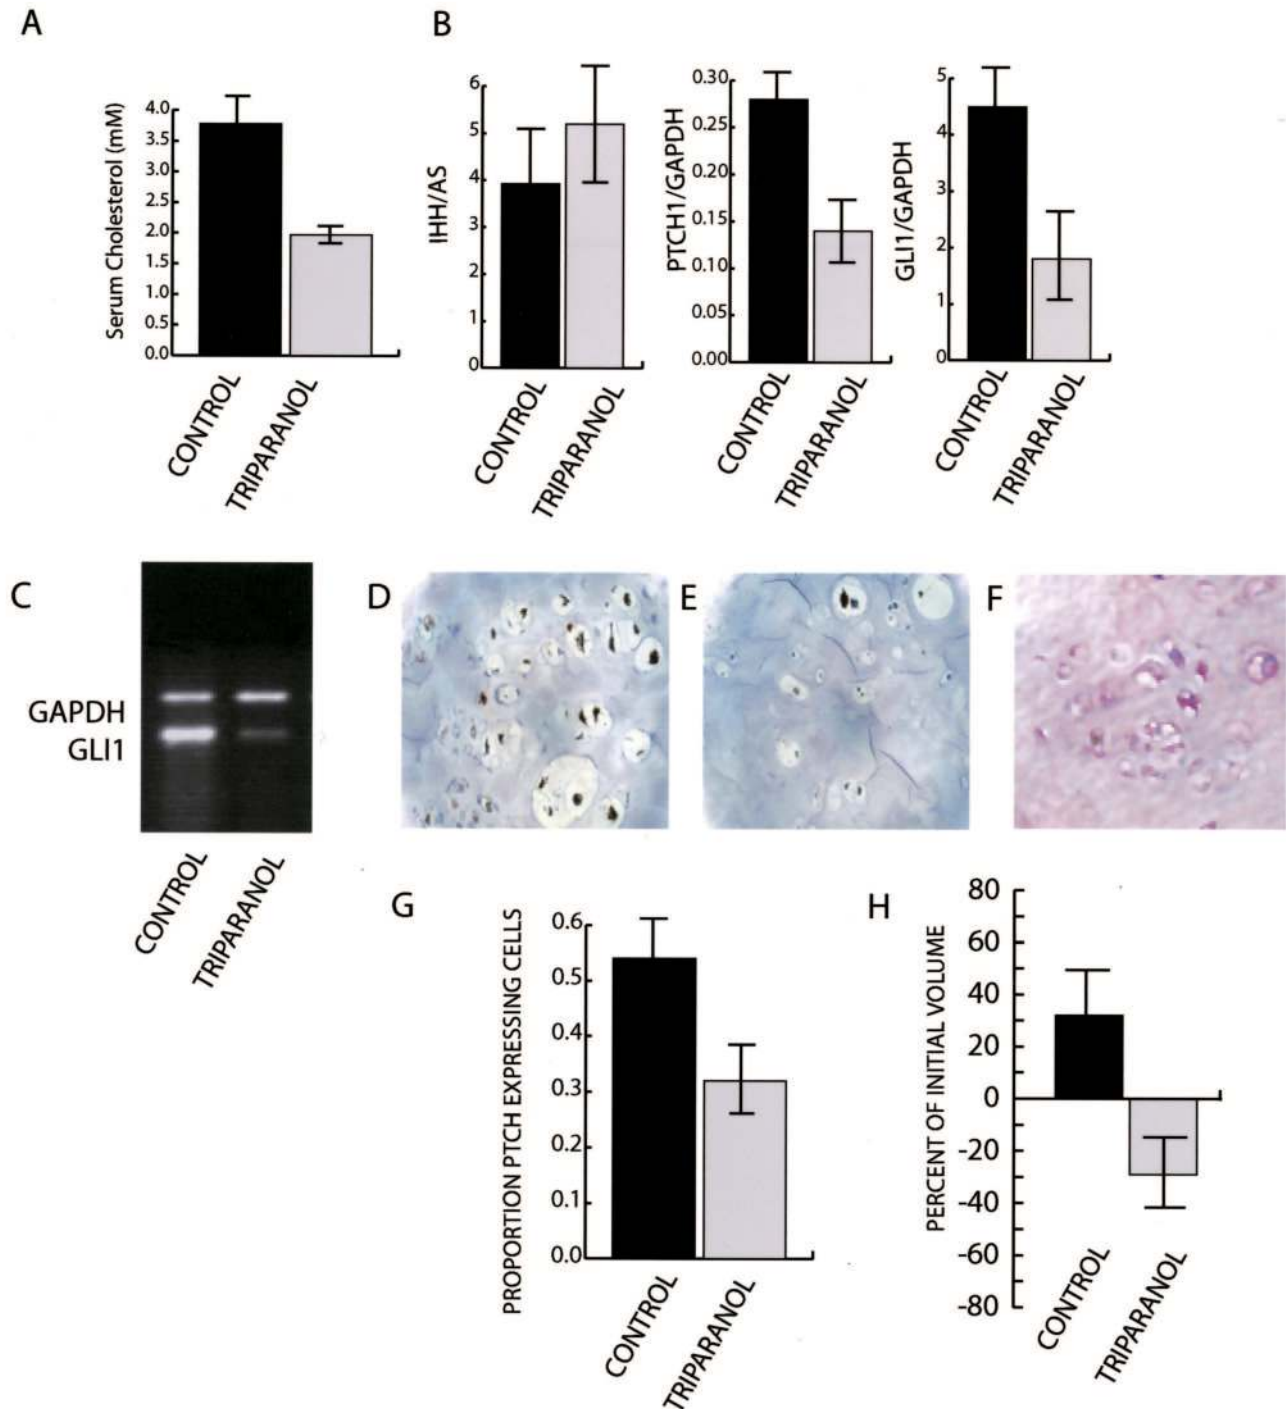 A
Serum Cholesterol (mM)
4.0
3.5
3.0
2.5
2.0
1.5
1.0
0.5
0.0
CONTROL
TRIPARANOL
B
IHH/AS
6
5
4
3
2
1
0
CONTROL
TRIPARANOL
PTCH1/GAPDH
0.30
0.25
0.20
0.15
0.10
0.05
0.00
CONTROL
TRIPARANOL
GLI1/GAPDH
5
4
3
2
1
0
CONTROL
TRIPARANOL
C
GAPDH
GLI1
CONTROL
TRIPARANOL
D
E
F
G
PROPORTION PTCH EXPRESSING CELLS
0.6
0.5
0.4
0.3
0.2
0.1
0.0
CONTROL
TRIPARANOL
H
PERCENT OF INITIAL VOLUME
80
60
40
20
0
-20
-40
-60
-80
CONTROL
TRIPARANOL